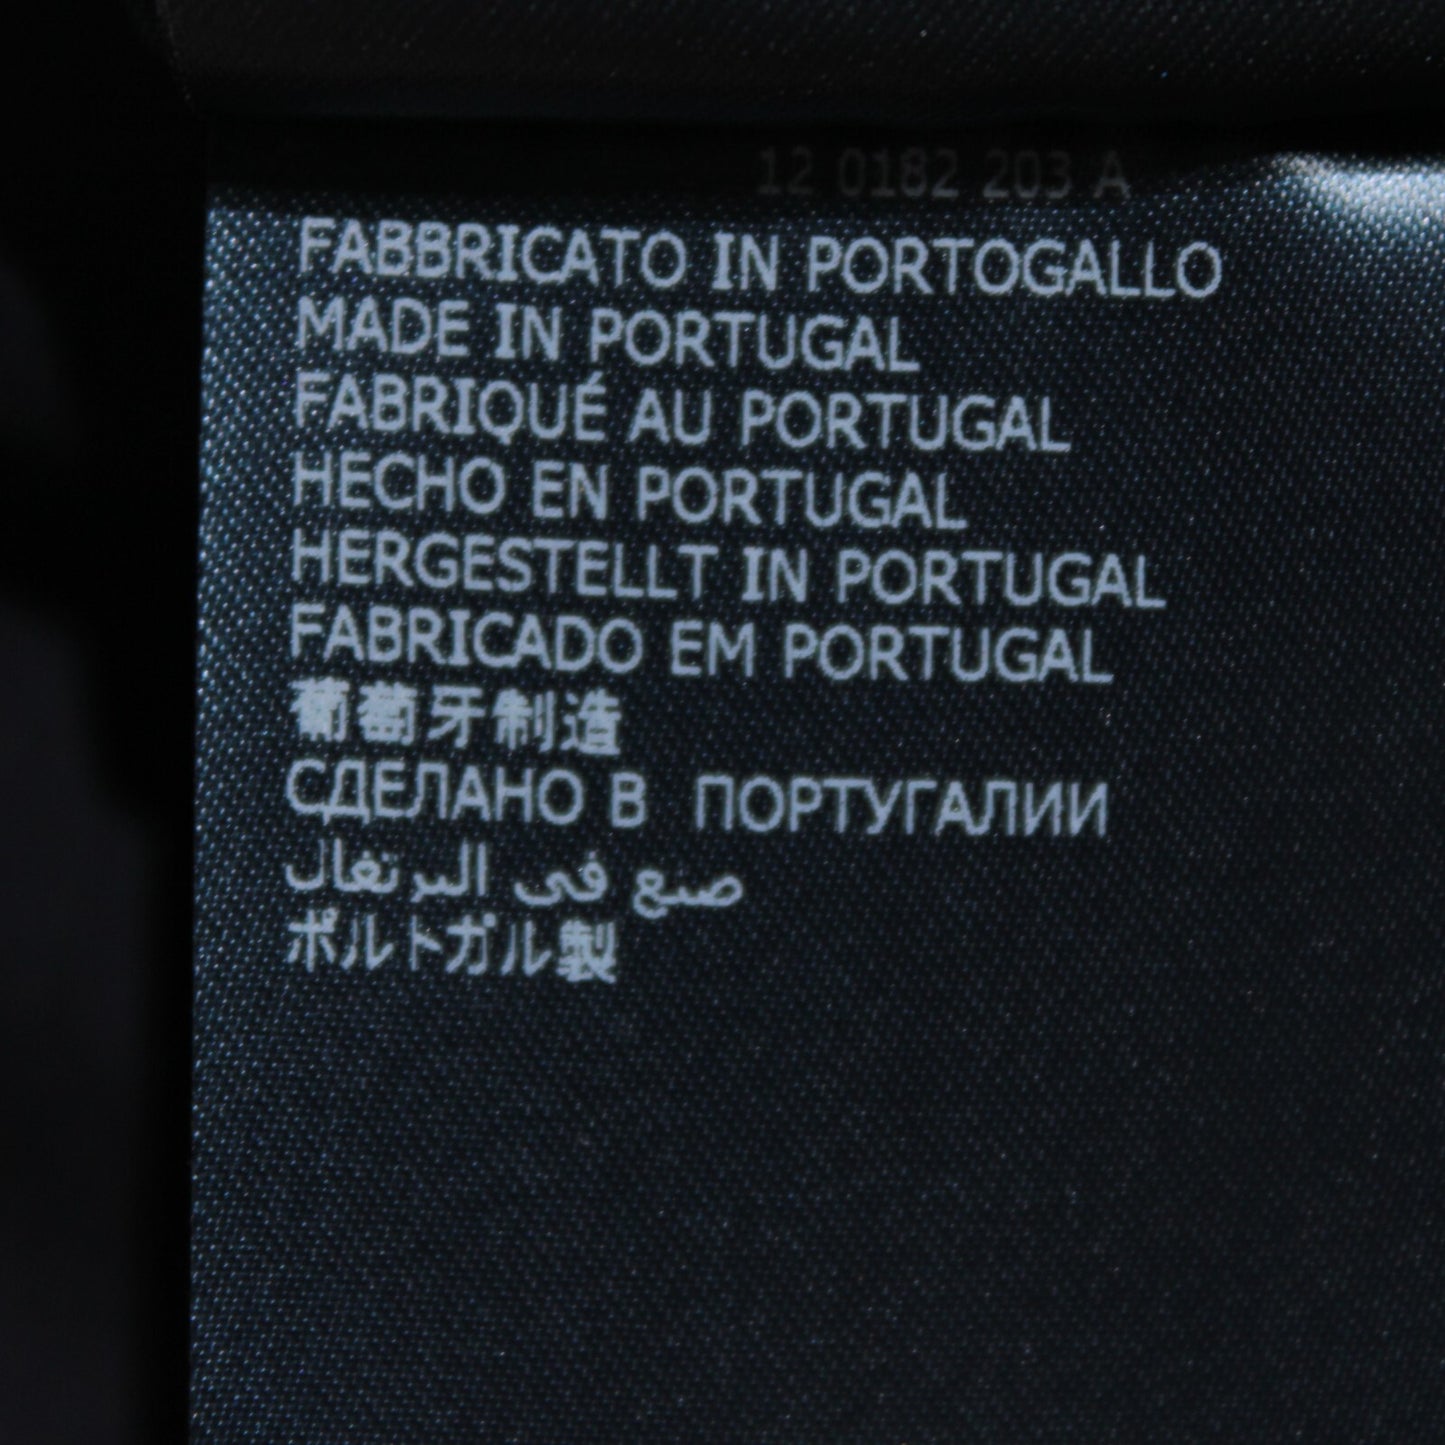 12 0182 203 A
FABBRICATO IN PORTOGALLO
MADE IN PORTUGAL
FABRIQUÉ AU PORTUGAL
HECHO EN PORTUGAL
HERGESTELLT IN PORTUGAL
FABRICADO EM PORTUGAL
葡萄牙制造
СДЕЛАНО В ПОРТУГАЛИИ
صنع في البرتغال
ポルトガル製